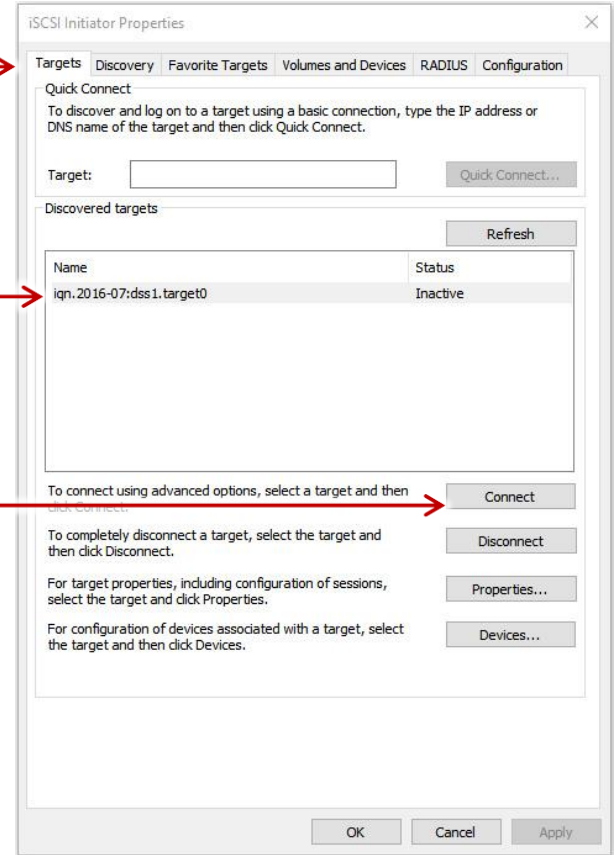 iSCSI Initiator Properties
Targets Discovery Favorite Targets Volumes and Devices RADIUS Configuration
Quick Connect
To discover and log on to a target using a basic connection, type the IP address or
DNS name of the target and then click Quick Connect.
Target:
Quick Connect...
Discovered targets
Refresh
Name Status
iqn.2016-07:dss1.target0 Inactive
To connect using advanced options, select a target and then
click Connect.
Connect
To completely disconnect a target, select the target and
then click Disconnect.
Disconnect
For target properties, including configuration of sessions,
select the target and click Properties.
Properties...
For configuration of devices associated with a target, select
the target and then click Devices.
Devices...
OK Cancel Apply